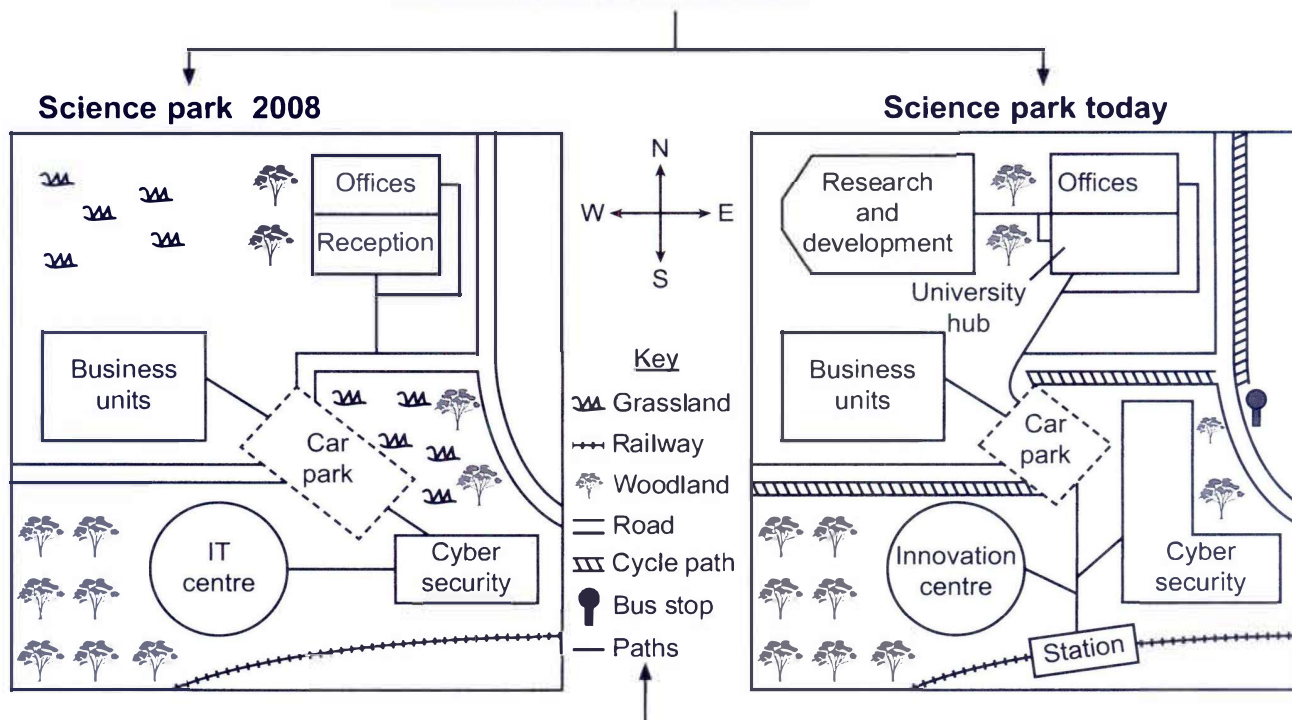 Science park 2008
Offices
Reception
Business
units
Car
park
IT
centre
Cyber
security
N
W
E
S
Key
Grassland
Railway
Woodland
Road
Cycle path
Bus stop
Paths
Science park today
Research
and
development
Offices
University
hub
Business
units
Car
park
Innovation
centre
Cyber
security
Station